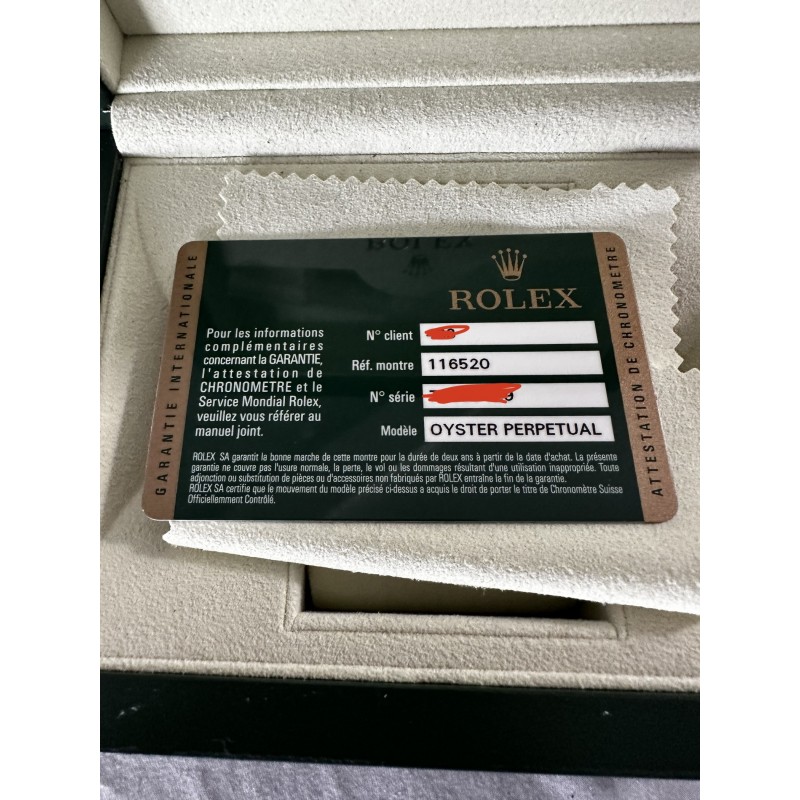 ROLEX
ROLEX
GARANTIE INTERNATIONALE
Pour les informations
complémentaires
concernant la GARANTIE,
l'attestation de
CHRONOMETRE et le
Service Mondial Rolex,
veuillez vous référer au
manuel joint.
N° client
Réf. montre 116520
N° série
Modèle OYSTER PERPETUAL
ROLEX SA garantit la bonne marche de cette montre pour la durée de deux ans à partir de la date d'achat. La présente
garantie ne couvre pas l'usure normale, la perte, le vol ou les dommages résultant d'une utilisation inappropriée. Toute
adjonction ou substitution de pièces ou d'accessoires non fabriqués par ROLEX entraîne la fin de la garantie.
ROLEX SA certifie que le mouvement du modèle précisé ci-dessus a acquis le droit de porter le titre de Chronomètre Suisse
Officiellement Contrôlé.
ATTESTATION DE CHRONOMETRE